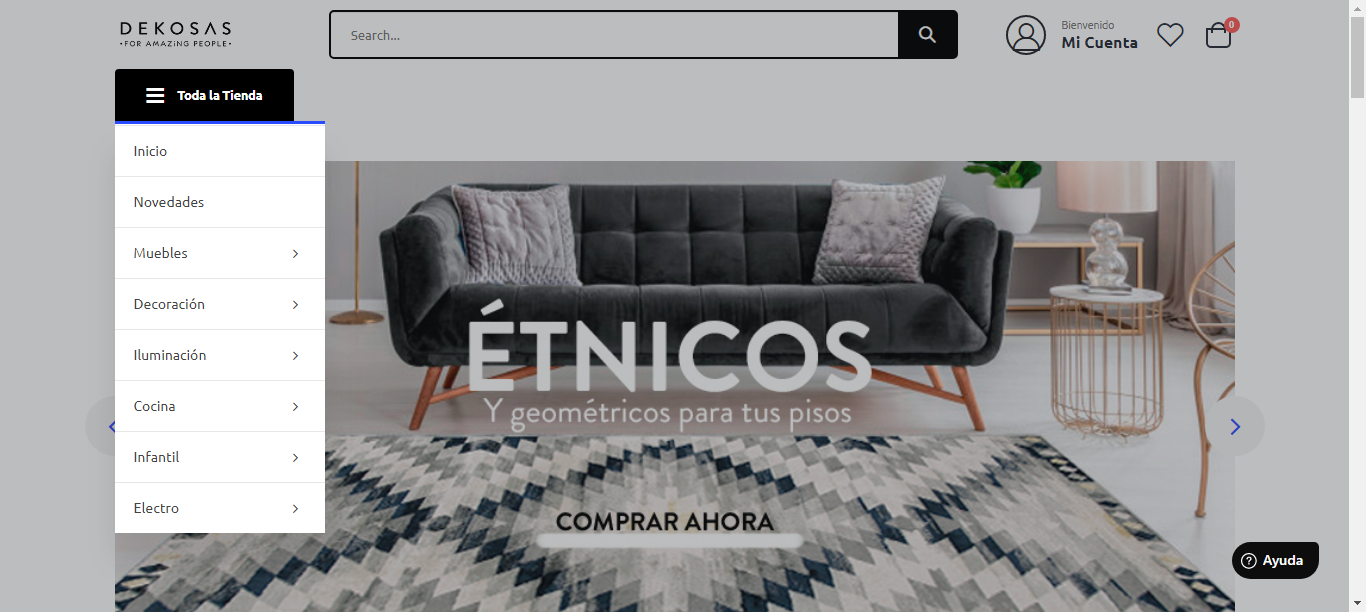 DEKOSAS
•FOR AMAZING PEOPLE•
Search...
Bienvenido
Mi Cuenta
0
Toda la Tienda
Inicio
Novedades
Muebles
Decoración
Iluminación
Cocina
Infantil
Electro
ÉTNICOS
Y geométricos para tus pisos
COMPRAR AHORA
Ayuda